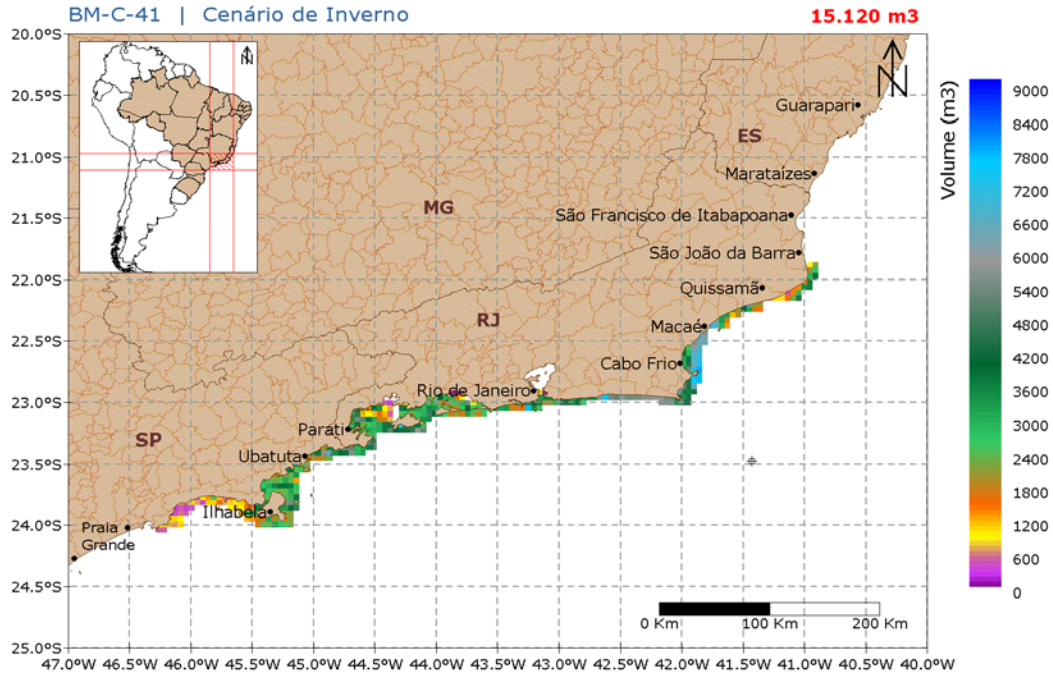 BM-C-41 | Cenário de Inverno
15.120 m3
20.0°S
20.5°S
21.0°S
21.5°S
22.0°S
22.5°S
23.0°S
23.5°S
24.0°S
24.5°S
25.0°S
N
N
Guarapari
ES
Marataízes
MG
São Francisco de Itabapoana
São João da Barra
Quissamã
RJ
Macaé
Cabo Frio
Rio de Janeiro
Parati
SP
Ubatuta
Ilhabela
Praia
Grande
0 Km 100 Km 200 Km
47.0°W 46.5°W 46.0°W 45.5°W 45.0°W 44.5°W 44.0°W 43.5°W 43.0°W 42.5°W 42.0°W 41.5°W 41.0°W 40.5°W 40.0°W
Volume (m3)
9000
8400
7800
7200
6600
6000
5400
4800
4200
3600
3000
2400
1800
1200
600
0